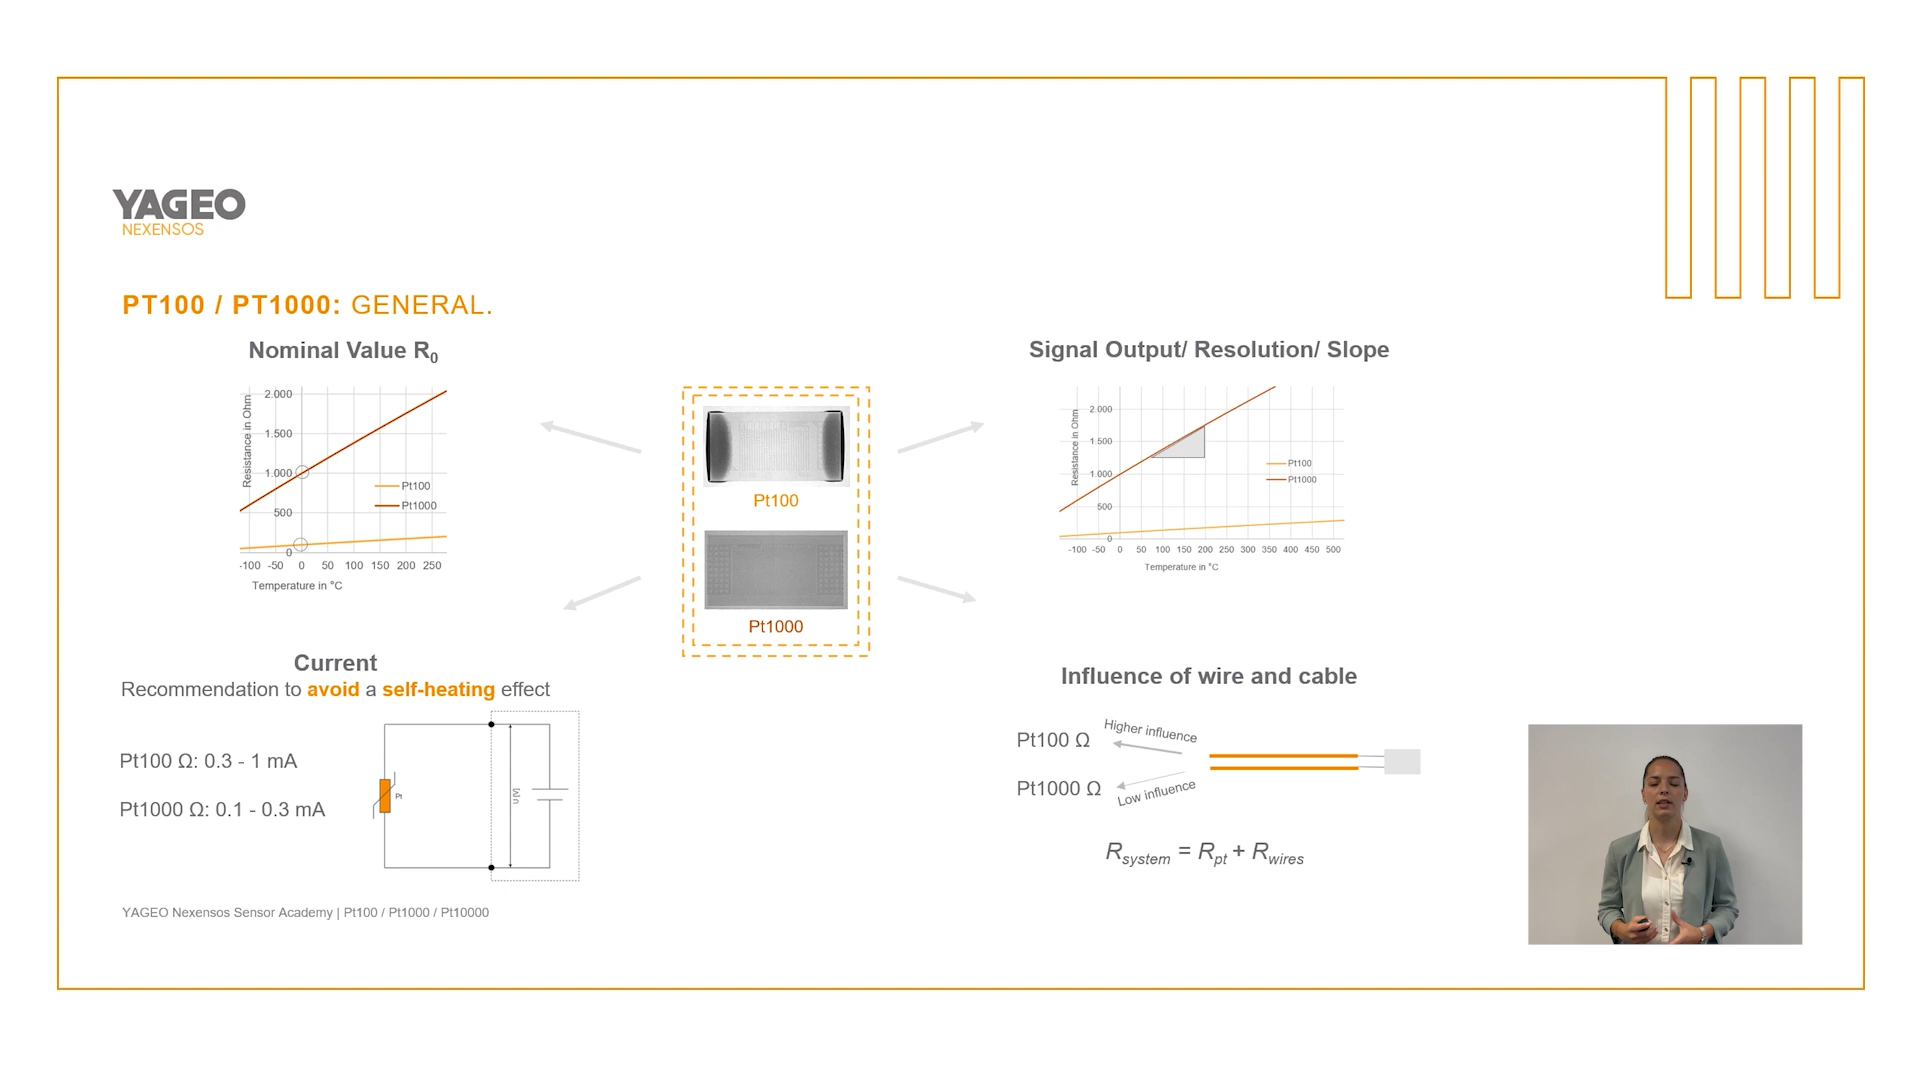 YAGEO
NEXENSOS
PT100 / PT1000: GENERAL.
Nominal Value R₀
Resistance in Ohm
2.000
1.500
1.000
500
0
Pt100
Pt1000
-100 -50 0 50 100 150 200 250
Temperature in °C
Pt100
Pt1000
Signal Output/ Resolution/ Slope
Resistance in Ohm
2.000
1.500
1.000
500
0
Pt100
Pt1000
-100 -50 0 50 100 150 200 250 300 350 400 450 500
Temperature in °C
Current
Recommendation to avoid a self-heating effect
Pt100 Ω: 0.3 - 1 mA
Pt1000 Ω: 0.1 - 0.3 mA
Pt
U[V]
Influence of wire and cable
Pt100 Ω
Higher influence
Pt1000 Ω
Low influence
Rsystem = Rpt + Rwires
YAGEO Nexensos Sensor Academy | Pt100 / Pt1000 / Pt10000